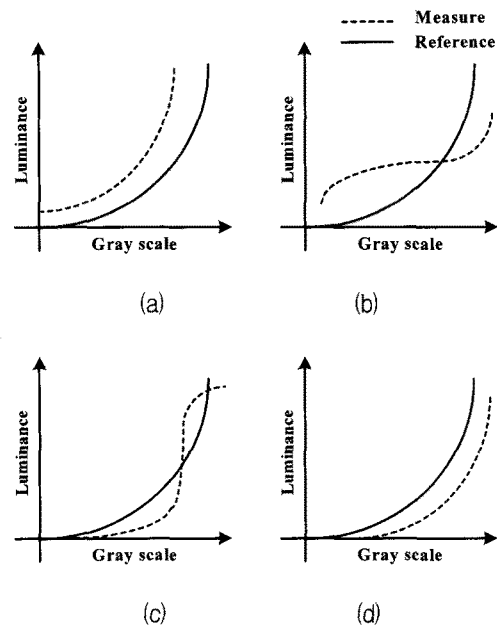 Measure
Reference
Luminance
Gray scale
(a)
Luminance
Gray scale
(b)
Luminance
Gray scale
(c)
Luminance
Gray scale
(d)